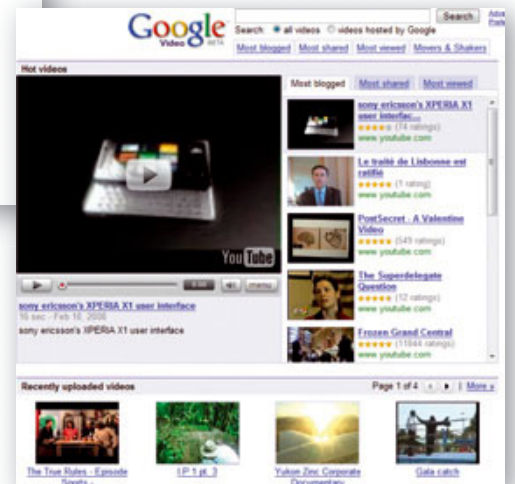 Google
Video BETA
Search
Search: all videos videos hosted by Google
Most blogged Most shared Most viewed Movers & Shakers
Hot videos
YouTube
0:00 menu
sony ericsson's XPERIA X1 user interface
16 sec - Feb 10, 2008
sony ericsson's XPERIA X1 user interface
Most blogged Most shared Most viewed
sony ericsson's XPERIA X1
user interfac...
(74 ratings)
www.youtube.com
Le traité de Lisbonne est
ratifié
(1 rating)
www.youtube.com
PostSecret - A Valentine
Video
(549 ratings)
www.youtube.com
The Superdelegate
Question
(12 ratings)
www.youtube.com
Frozen Grand Central
(11844 ratings)
www.youtube.com
Recently uploaded videos
Page 1 of 4 | More »
The True Rules - Episode
Sports -
I.P 1 pt. 3
Yukon Zinc Corporate
Documentary
Gala catch